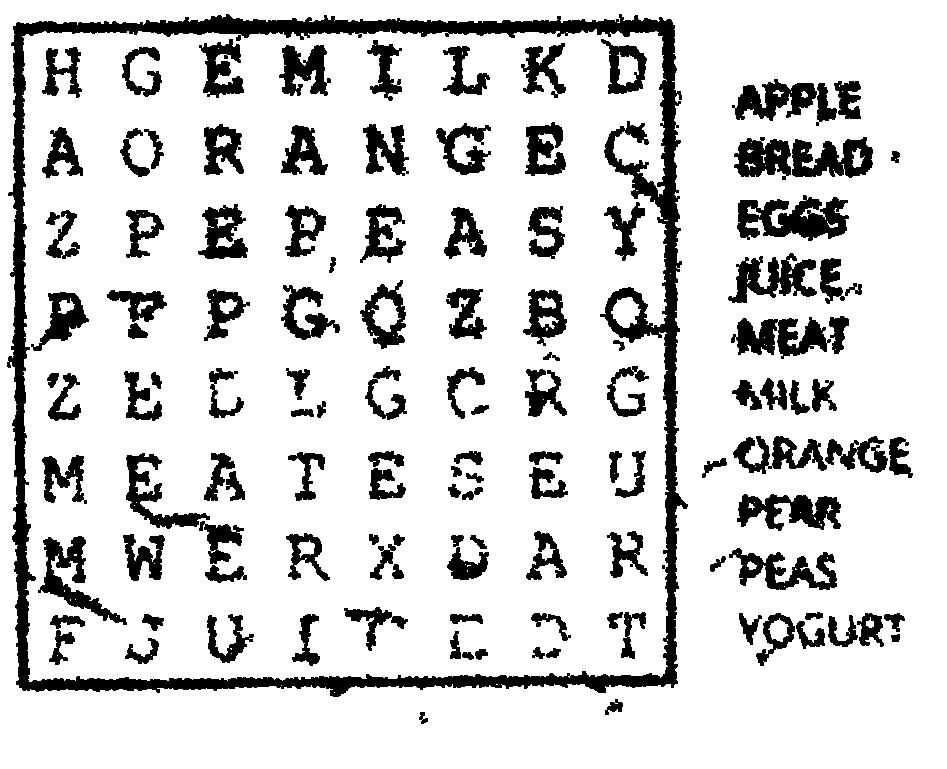 H G E M I L K D
A O R A N G E C
Z P E P E A S Y
P T P G Q Z B O
Z E D L G C R G
M E A T E S E U
M W E R X D A R
F J U I C E D T
APPLE
BREAD
EGGS
JUICE
MEAT
MILK
ORANGE
PEAR
PEAS
YOGURT